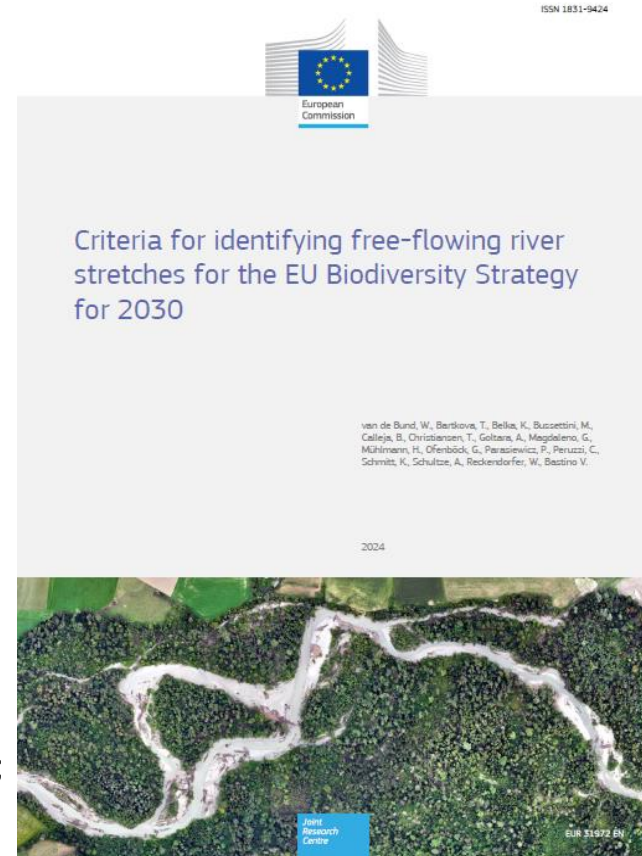 ISSN 1831-9424
European
Commission
Criteria for identifying free-flowing river
stretches for the EU Biodiversity Strategy
for 2030
van de Bund, W., Bartkova, T., Belka, K., Bussettini, M.,
Calleja, B., Christiansen, T., Goltara, A., Magdaleno, G.,
Mühlmann, H., Ofenböck, G., Parasiewicz, P., Peruzzi, C.,
Schmitt, K., Schultze, A., Reckendorfer, W., Bastino V.
2024
Joint
Research
Centre
EUR 31972 EN